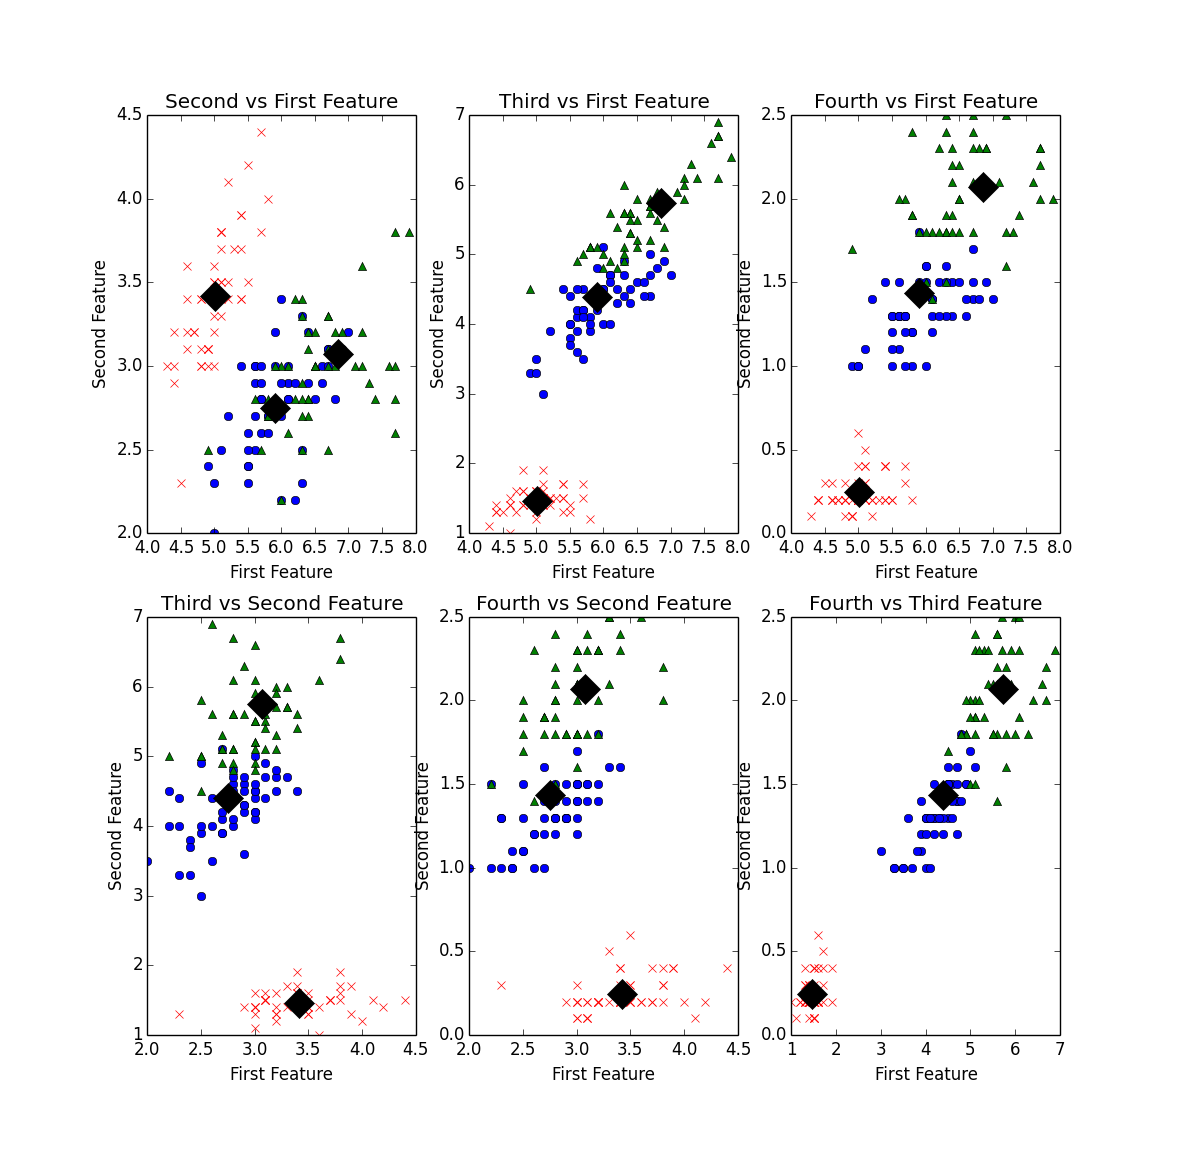 Second vs First Feature
Third vs First Feature
Fourth vs First Feature
4.5
4.0
3.5
3.0
2.5
2.0
Second Feature
4.0 4.5 5.0 5.5 6.0 6.5 7.0 7.5 8.0
First Feature
7
6
5
4
3
2
1
Second Feature
4.0 4.5 5.0 5.5 6.0 6.5 7.0 7.5 8.0
First Feature
2.5
2.0
1.5
1.0
0.5
0.0
Second Feature
4.0 4.5 5.0 5.5 6.0 6.5 7.0 7.5 8.0
First Feature
Third vs Second Feature
Fourth vs Second Feature
Fourth vs Third Feature
7
6
5
4
3
2
1
Second Feature
2.0 2.5 3.0 3.5 4.0 4.5
First Feature
2.5
2.0
1.5
1.0
0.5
0.0
Second Feature
2.0 2.5 3.0 3.5 4.0 4.5
First Feature
2.5
2.0
1.5
1.0
0.5
0.0
Second Feature
1 2 3 4 5 6 7
First Feature